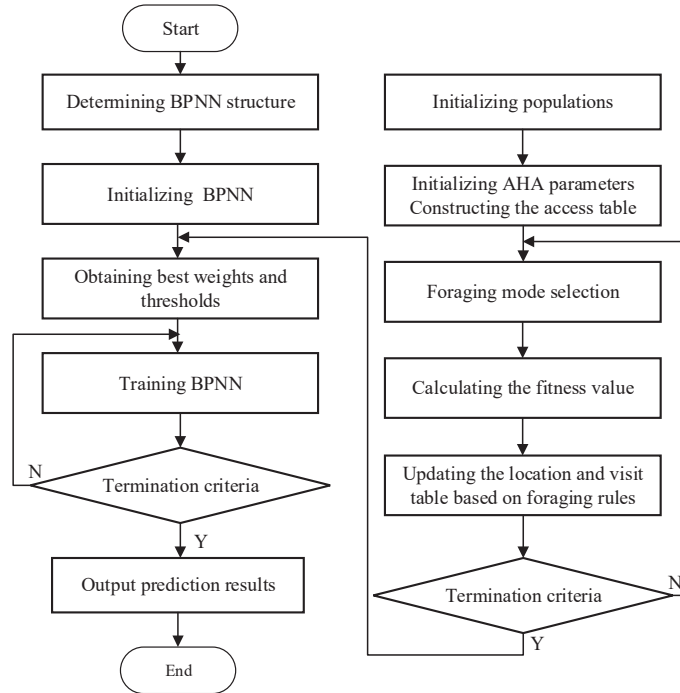 Start
Determining BPNN structure
Initializing BPNN
Obtaining best weights and
thresholds
Training BPNN
N
Termination criteria
Y
Output prediction results
End
Initializing populations
Initializing AHA parameters
Constructing the access table
Foraging mode selection
Calculating the fitness value
Updating the location and visit
table based on foraging rules
Termination criteria
N
Y